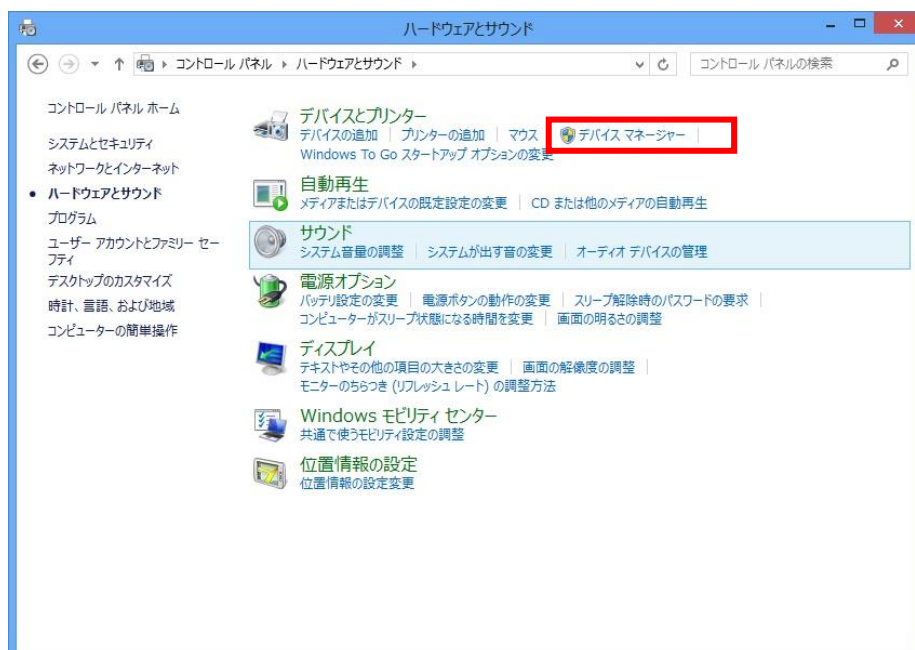 ハードウェアとサウンド
コントロール パネル ハードウェアとサウンド コントロール パネルの検索
コントロール パネル ホーム
システムとセキュリティ
ネットワークとインターネット
ハードウェアとサウンド
プログラム
ユーザー アカウントとファミリー セー
フティ
デスクトップのカスタマイズ
時計、言語、および地域
コンピューターの簡単操作
デバイスとプリンター
デバイスの追加 プリンターの追加 マウス デバイス マネージャー
Windows To Go スタートアップ オプションの変更
自動再生
メディアまたはデバイスの既定設定の変更 CD または他のメディアの自動再生
サウンド
システム音量の調整 システムが出す音の変更 オーディオ デバイスの管理
電源オプション
バッテリ設定の変更 電源ボタンの動作の変更 スリープ解除時のパスワードの要求
コンピューターがスリープ状態になる時間を変更 画面の明るさの調整
ディスプレイ
テキストやその他の項目の大きさの変更 画面の解像度の調整
モニターのちらつき (リフレッシュ レート) の調整方法
Windows モビリティ センター
共通で使うモビリティ設定の調整
位置情報の設定
位置情報の設定変更